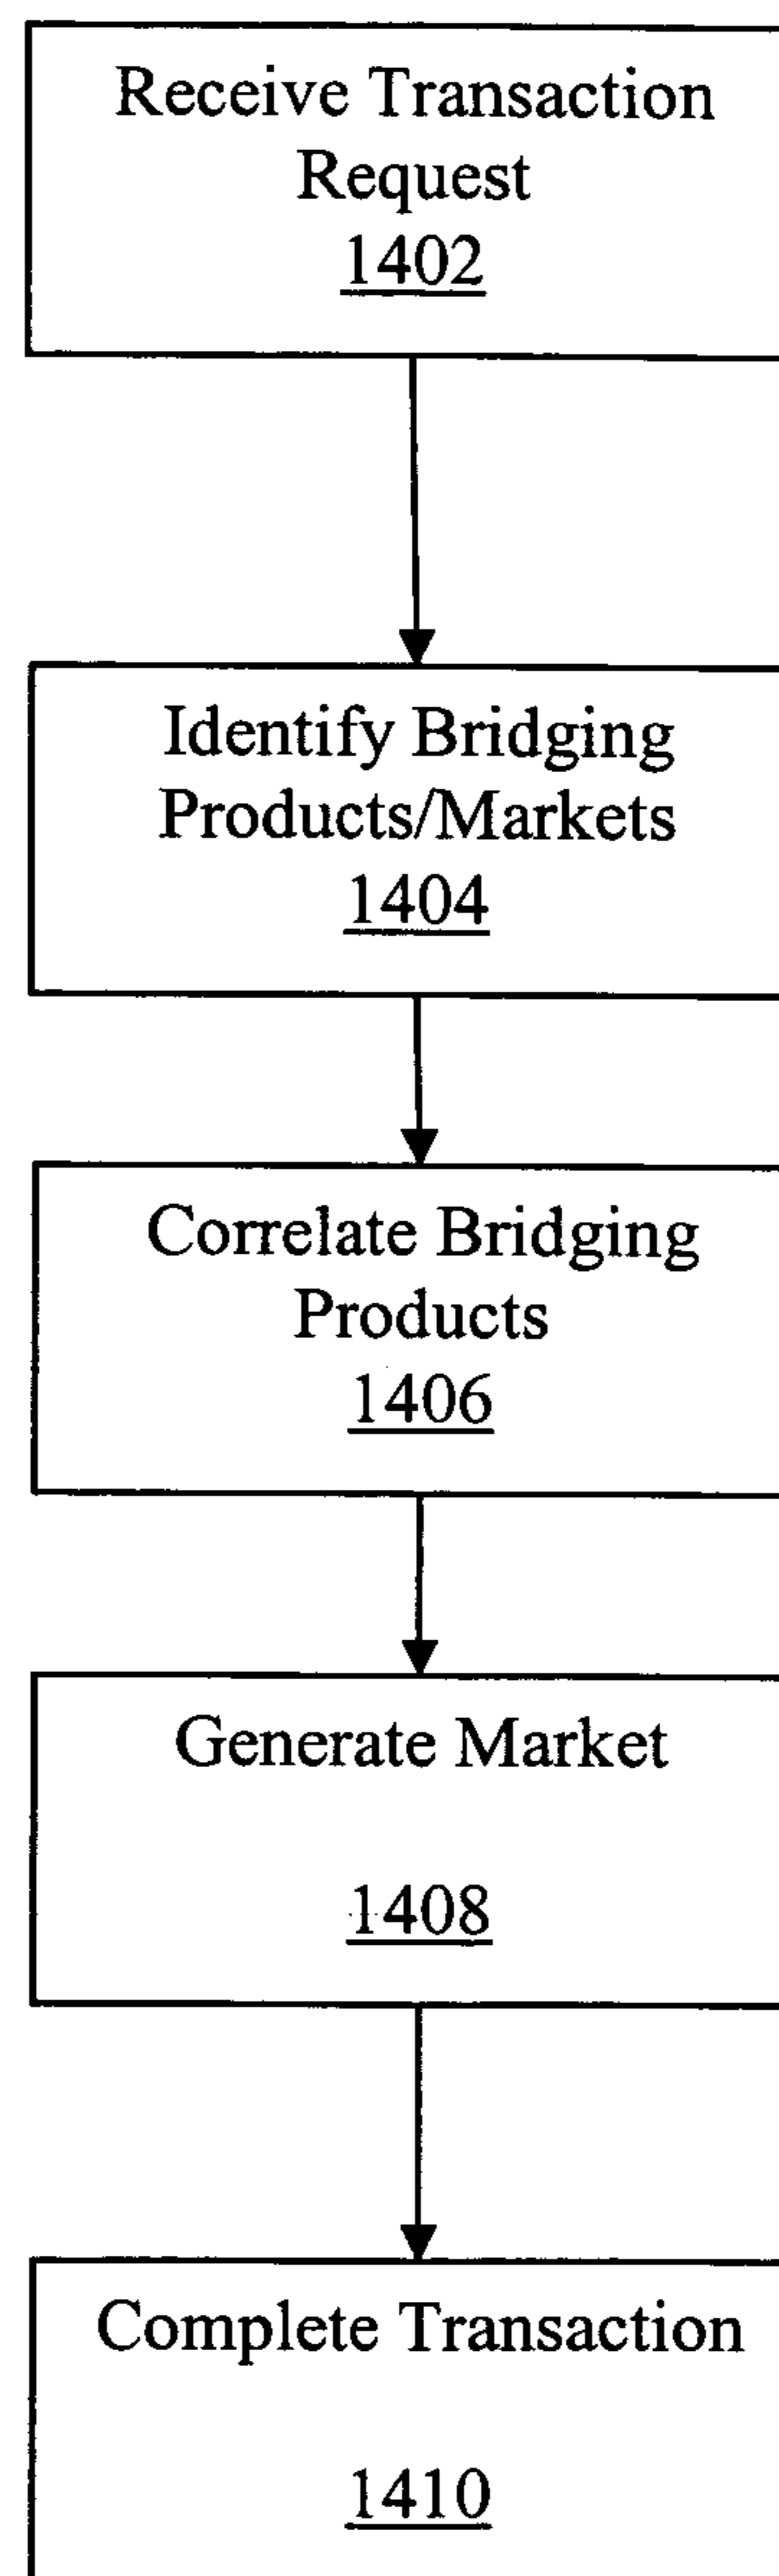 Receive Transaction
Request
1402
Identify Bridging
Products/Markets
1404
Correlate Bridging
Products
1406
Generate Market
1408
Complete Transaction
1410